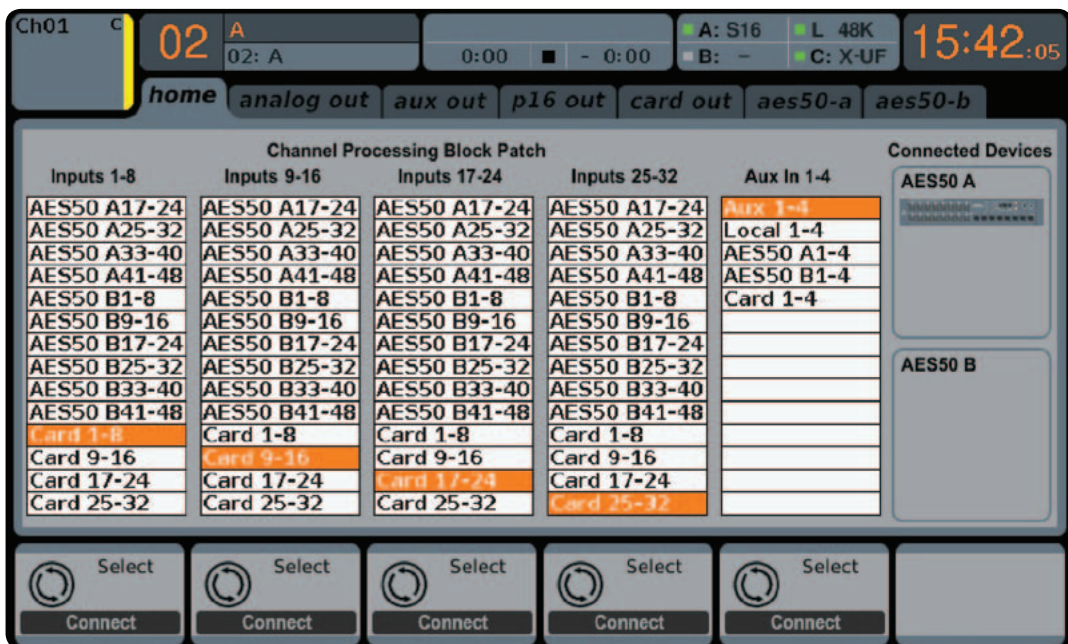 Ch01 C
02
A
02: A
0:00 - 0:00
A: S16 L 48K
B: - C: X-UF
15:42:05
home analog out aux out p16 out card out aes50-a aes50-b
Channel Processing Block Patch
Connected Devices
Inputs 1-8 Inputs 9-16 Inputs 17-24 Inputs 25-32 Aux In 1-4
AES50 A17-24 AES50 A17-24 AES50 A17-24 AES50 A17-24 Aux 1-4
AES50 A25-32 AES50 A25-32 AES50 A25-32 AES50 A25-32 Local 1-4
AES50 A33-40 AES50 A33-40 AES50 A33-40 AES50 A33-40 AES50 A1-4
AES50 A41-48 AES50 A41-48 AES50 A41-48 AES50 A41-48 AES50 B1-4
AES50 B1-8 AES50 B1-8 AES50 B1-8 AES50 B1-8 Card 1-4
AES50 B9-16 AES50 B9-16 AES50 B9-16 AES50 B9-16
AES50 B17-24 AES50 B17-24 AES50 B17-24 AES50 B17-24
AES50 B25-32 AES50 B25-32 AES50 B25-32 AES50 B25-32
AES50 B33-40 AES50 B33-40 AES50 B33-40 AES50 B33-40
AES50 B41-48 AES50 B41-48 AES50 B41-48 AES50 B41-48
Card 1-8 Card 1-8 Card 1-8 Card 1-8
Card 9-16 Card 9-16 Card 9-16 Card 9-16
Card 17-24 Card 17-24 Card 17-24 Card 17-24
Card 25-32 Card 25-32 Card 25-32 Card 25-32
AES50 A
AES50 B
Select Select Select Select Select
Connect Connect Connect Connect Connect